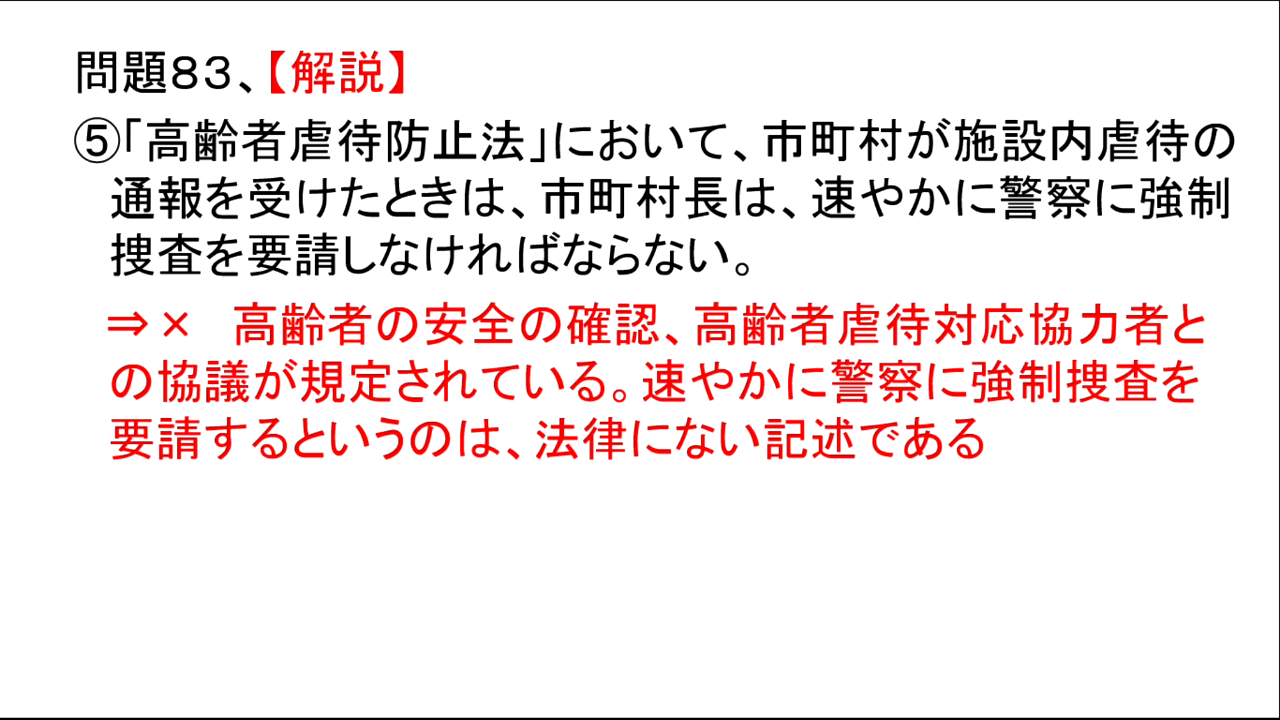 問題８３、【解説】
⑤「高齢者虐待防止法」において、市町村が施設内虐待の
通報を受けたときは、市町村長は、速やかに警察に強制
捜査を要請しなければならない。
⇒×　高齢者の安全の確認、高齢者虐待対応協力者と
の協議が規定されている。速やかに警察に強制捜査を
要請するというのは、法律にない記述である